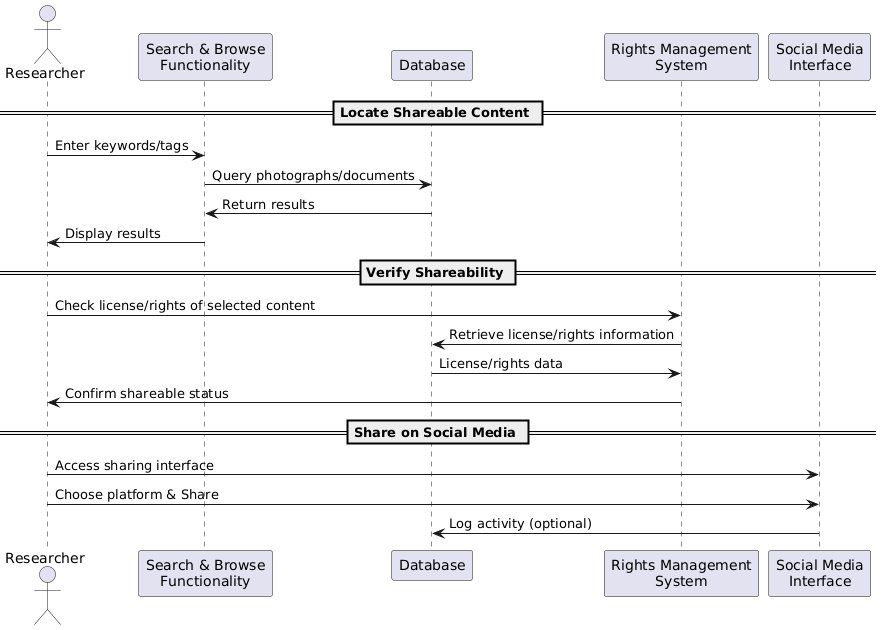 Search & Browse
Functionality
Database
Rights Management
System
Social Media
Interface
Researcher
Locate Shareable Content
Enter keywords/tags
Query photographs/documents
Return results
Display results
Verify Shareability
Check license/rights of selected content
Retrieve license/rights information
License/rights data
Confirm shareable status
Share on Social Media
Access sharing interface
Choose platform & Share
Log activity (optional)
Researcher
Search & Browse
Functionality
Database
Rights Management
System
Social Media
Interface